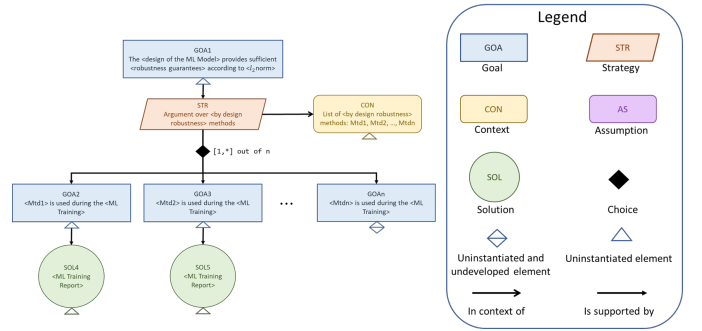 GOA1
The <design of the ML Model> provides sufficient
<robustness guarantees> according to <l₂norm>
STR
Argument over <by design
robustness> methods
CON
List of <by design robustness>
methods: Mtd1, Mtd2, ..., Mtdn
[1,*] out of n
GOA2
<Mtd1> is used during the <ML
Training>
GOA3
<Mtd2> is used during the <ML
Training>
...
GOAn
<Mtdn> is used during the <ML
Training>
SOL4
<ML Training
Report>
SOL5
<ML Training
Report>
Legend
GOA
Goal
STR
Strategy
CON
Context
AS
Assumption
SOL
Solution
Choice
Uninstantiated and
undeveloped element
Uninstantiated element
In context of
Is supported by